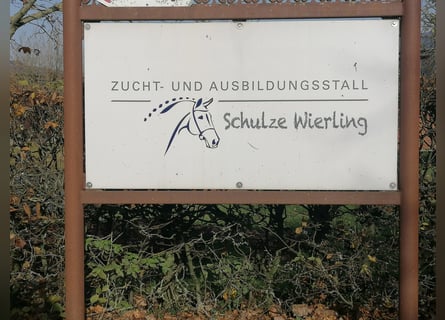 ZUCHT- UND AUSBILDUNGSSTALL
Schulze Wierling